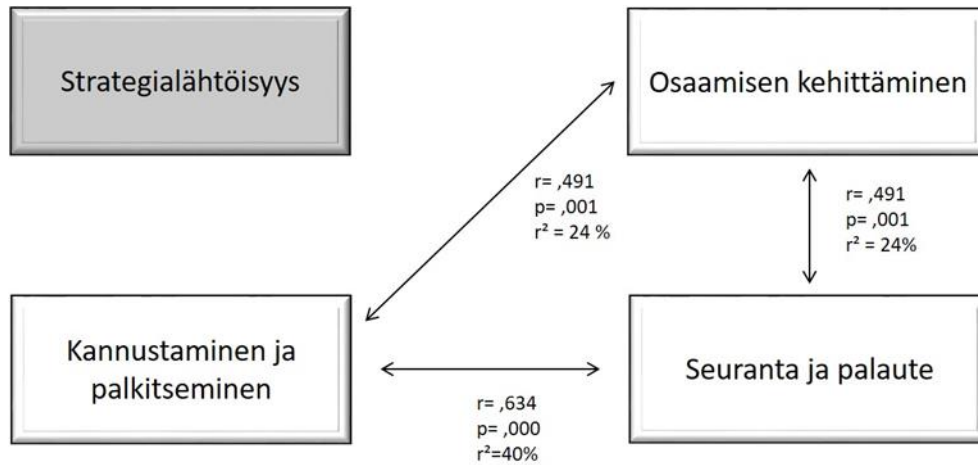 Strategialähtöisyys
Osaamisen kehittäminen
r= ,491
p= ,001
r² = 24 %
r= ,491
p= ,001
r² = 24%
Kannustaminen ja
palkitseminen
Seuranta ja palaute
r= ,634
p= ,000
r²=40%